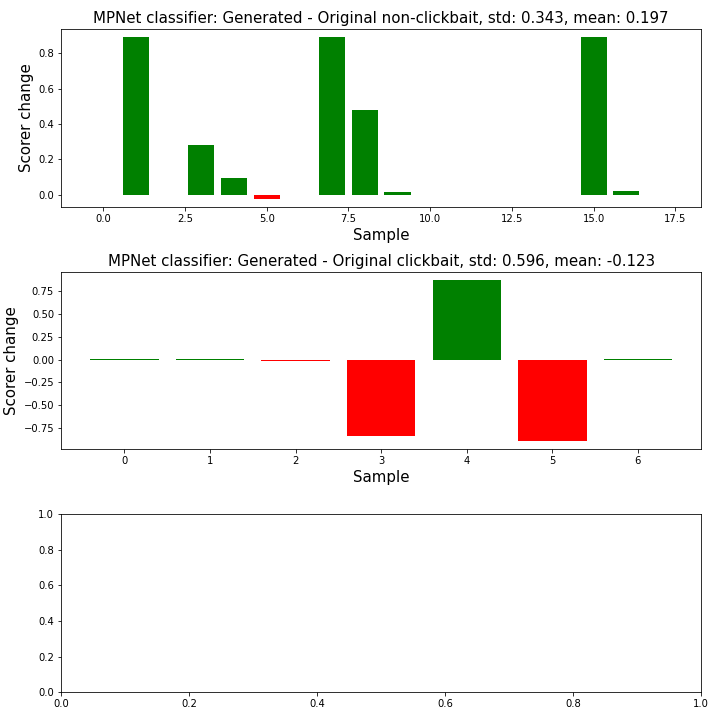 MPNet classifier: Generated - Original non-clickbait, std: 0.343, mean: 0.197
Scorer change
0.8
0.6
0.4
0.2
0.0
0.0 2.5 5.0 7.5 10.0 12.5 15.0 17.5
Sample
MPNet classifier: Generated - Original clickbait, std: 0.596, mean: -0.123
Scorer change
0.75
0.50
0.25
0.00
−0.25
−0.50
−0.75
0 1 2 3 4 5 6
Sample
1.0
0.8
0.6
0.4
0.2
0.0
0.0 0.2 0.4 0.6 0.8 1.0